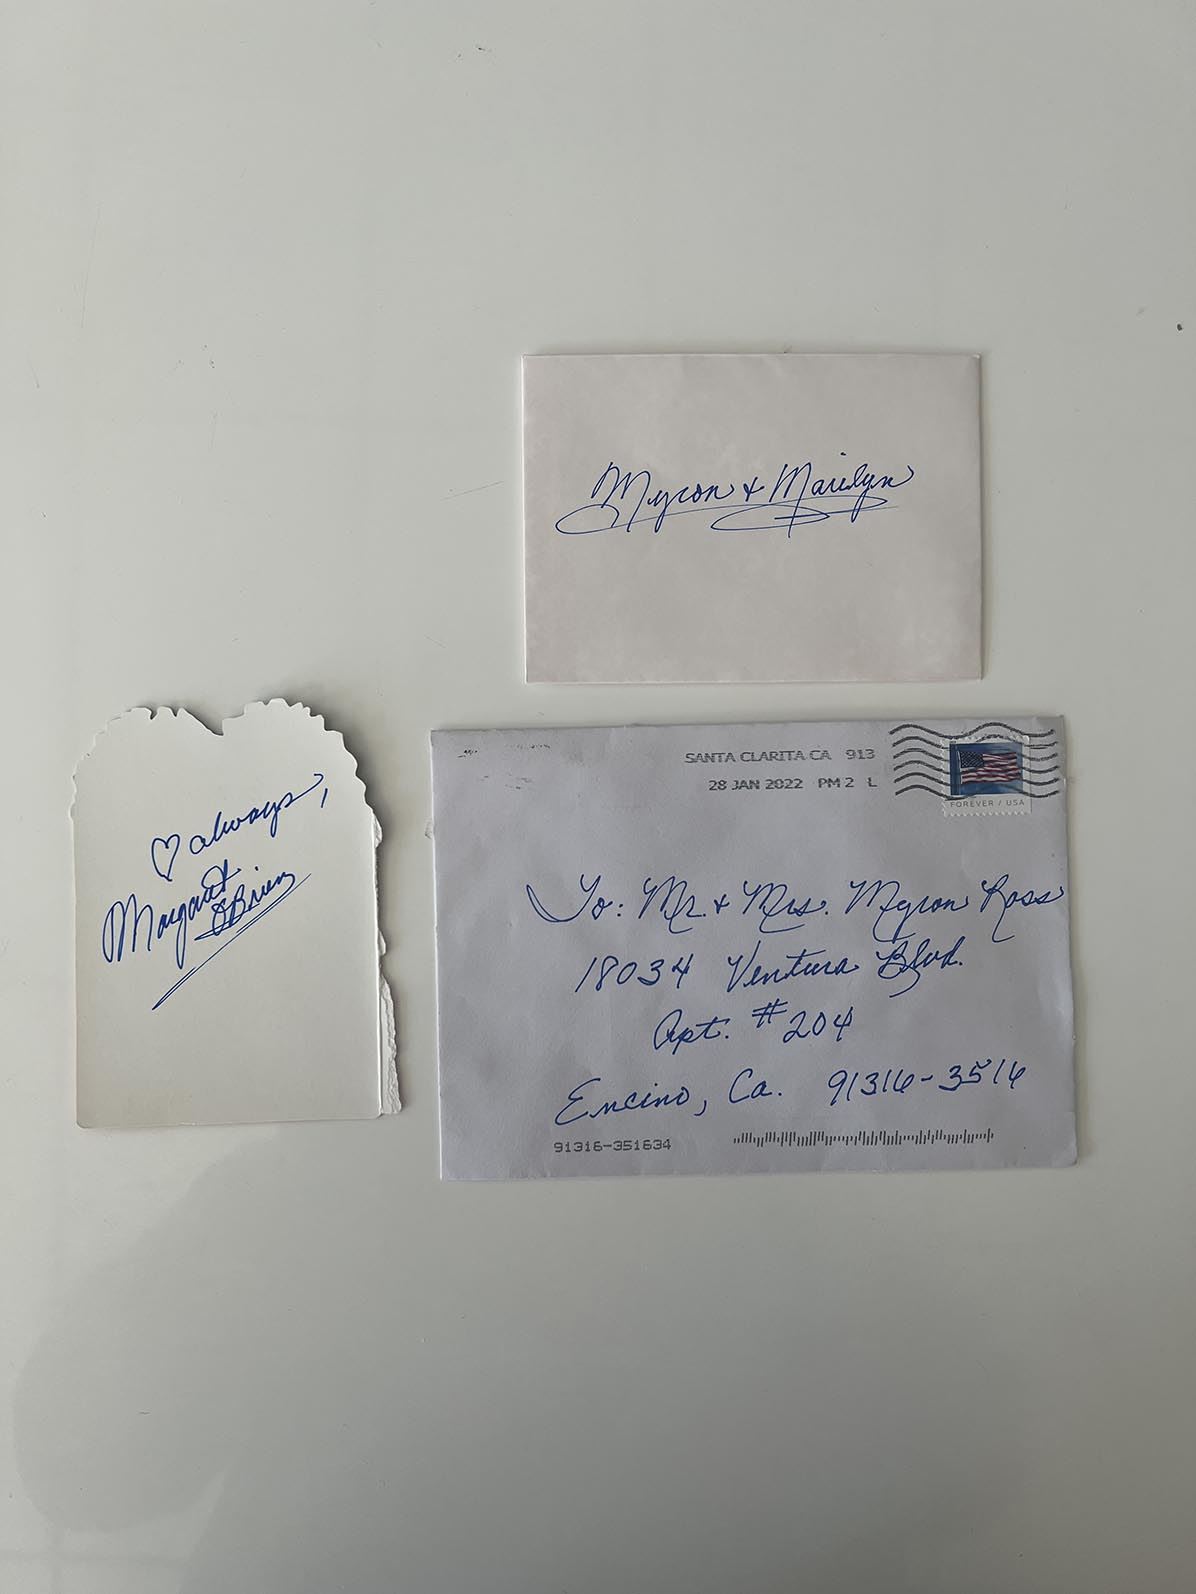 Myron & Marilyn
♡ always,
Margaret
O'Brien
SANTA CLARITA CA 913
28 JAN 2022 PM 2 L
FOREVER / USA
To: Mr. & Mrs. Myron Ross
18034 Ventura Blvd.
Apt. #204
Encino, Ca. 91316-3516
91316-351634